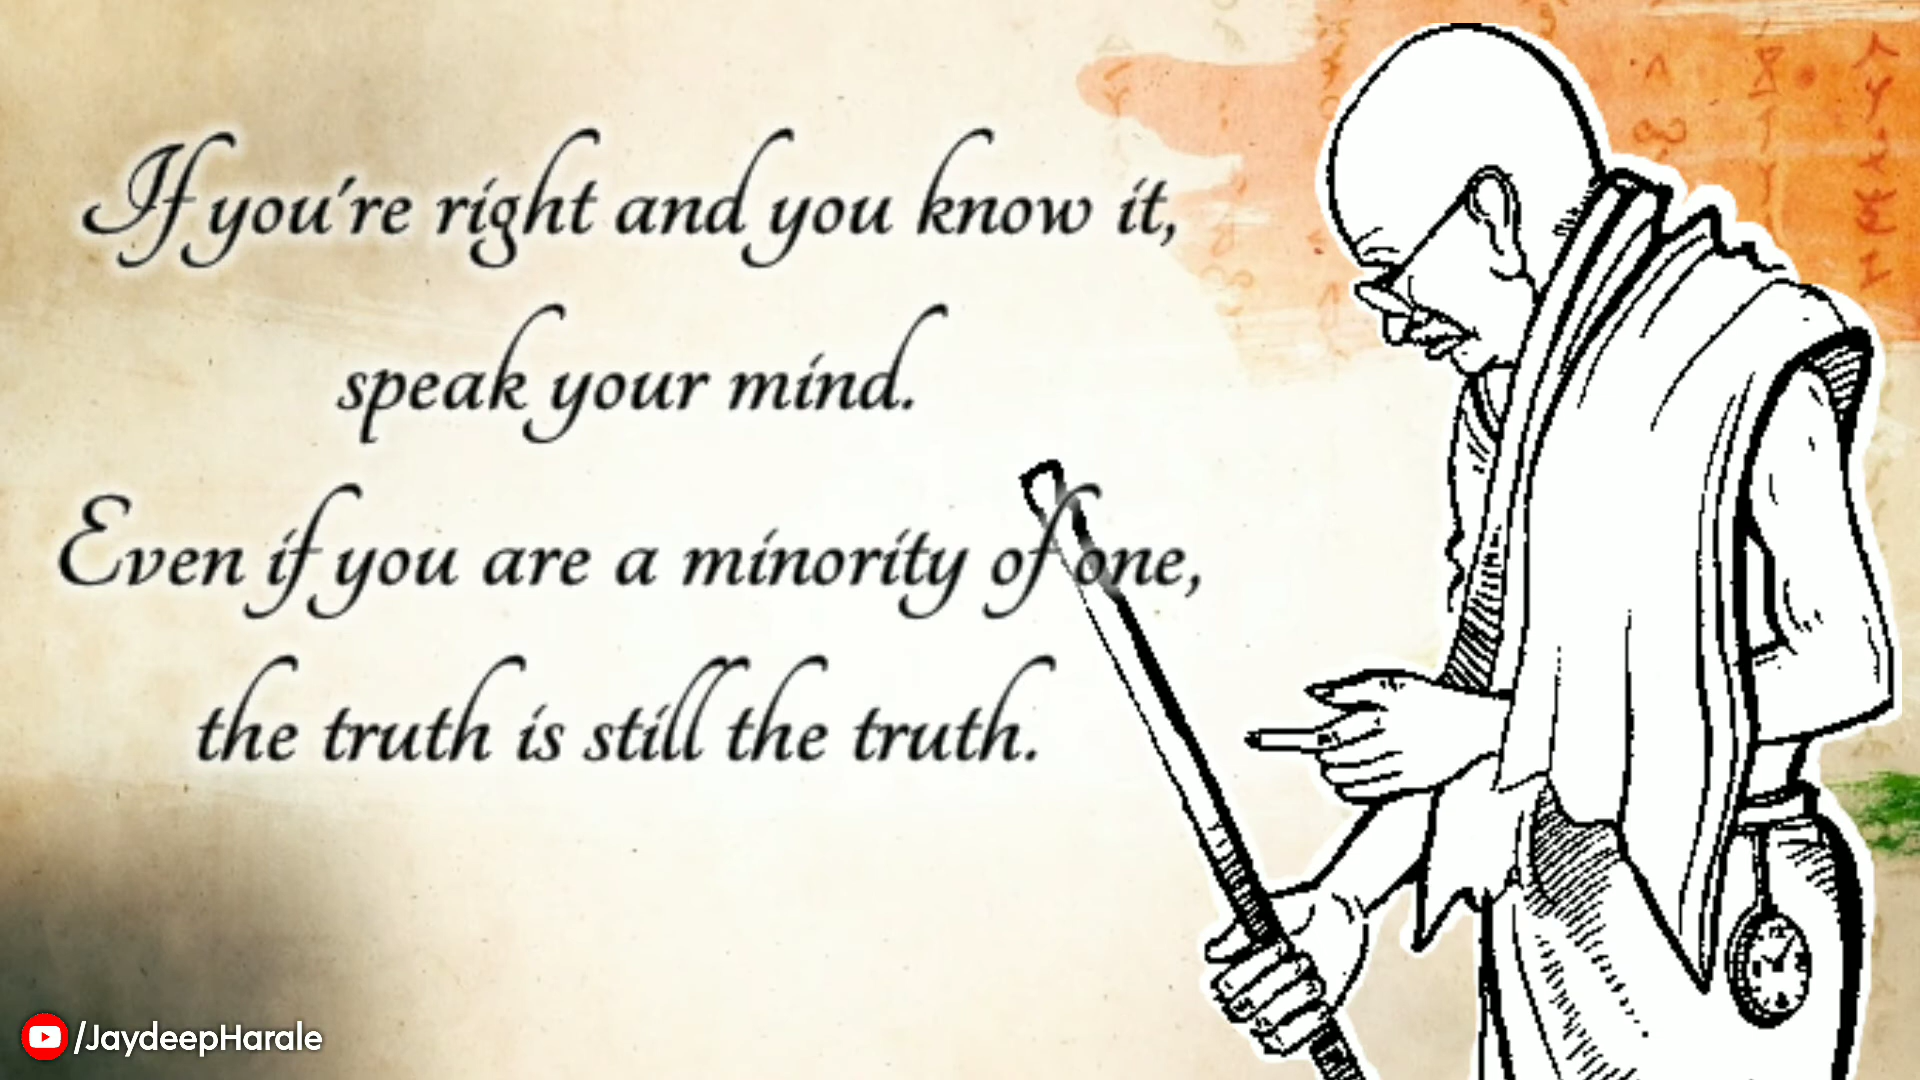 If you're right and you know it,
speak your mind.
Even if you are a minority of one,
the truth is still the truth.
/JaydeepHarale